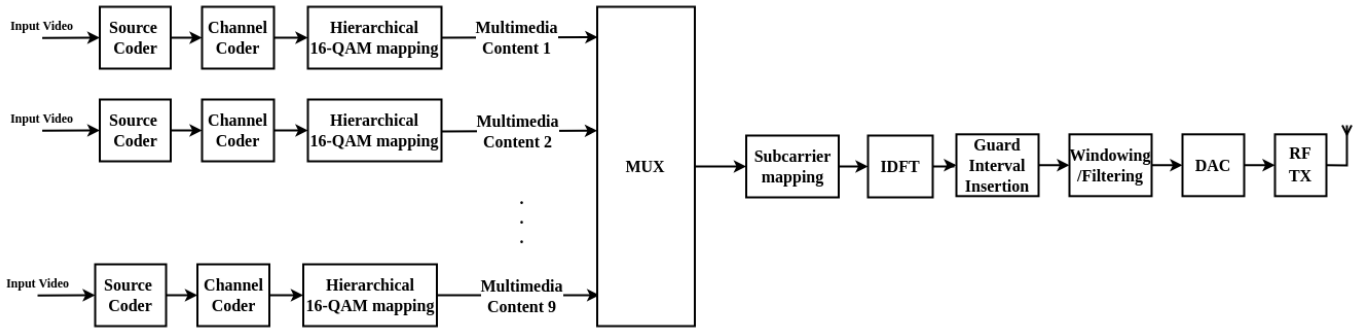 Input Video
Source
Coder
Channel
Coder
Hierarchical
16-QAM mapping
Multimedia
Content 1
Input Video
Source
Coder
Channel
Coder
Hierarchical
16-QAM mapping
Multimedia
Content 2
.
.
.
Input Video
Source
Coder
Channel
Coder
Hierarchical
16-QAM mapping
Multimedia
Content 9
MUX
Subcarrier
mapping
IDFT
Guard
Interval
Insertion
Windowing
/Filtering
DAC
RF
TX